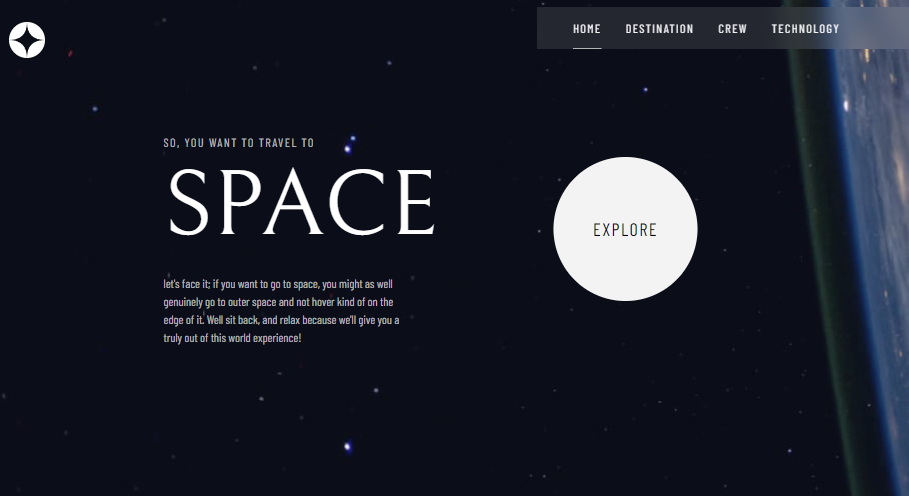 HOME DESTINATION CREW TECHNOLOGY
SO, YOU WANT TO TRAVEL TO
SPACE
EXPLORE
let's face it; if you want to go to space, you might as well
genuinely go to outer space and not hover kind of on the
edge of it. Well sit back, and relax because we'll give you a
truly out of this world experience!